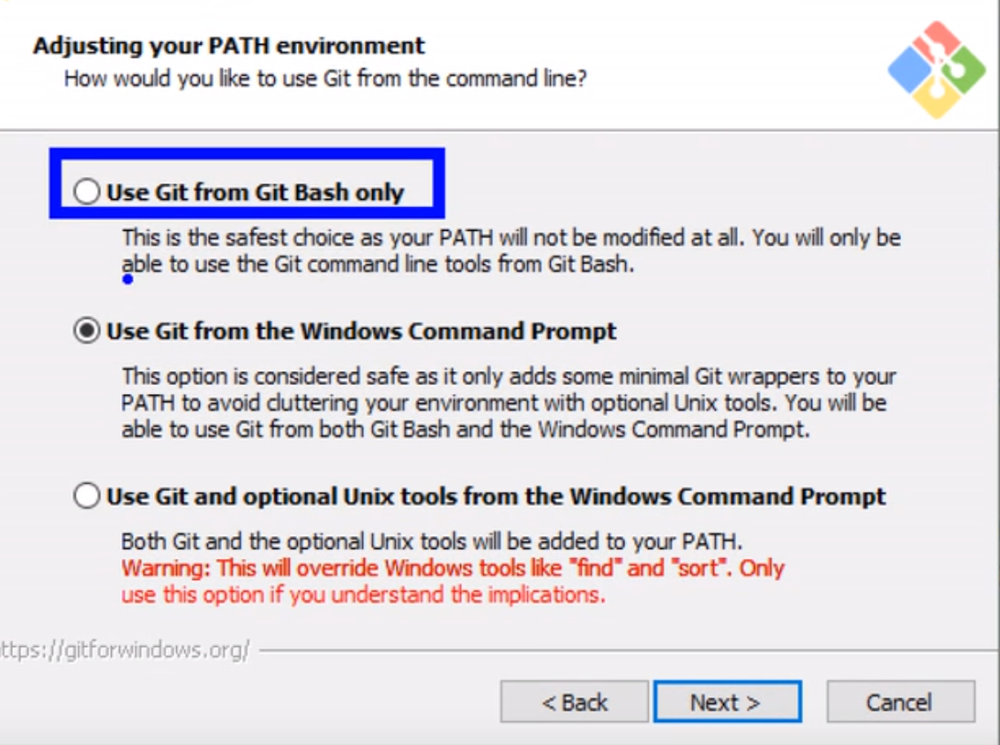 Adjusting your PATH environment
How would you like to use Git from the command line?
Use Git from Git Bash only
This is the safest choice as your PATH will not be modified at all. You will only be
able to use the Git command line tools from Git Bash.
Use Git from the Windows Command Prompt
This option is considered safe as it only adds some minimal Git wrappers to your
PATH to avoid cluttering your environment with optional Unix tools. You will be
able to use Git from both Git Bash and the Windows Command Prompt.
Use Git and optional Unix tools from the Windows Command Prompt
Both Git and the optional Unix tools will be added to your PATH.
Warning: This will override Windows tools like "find" and "sort". Only
use this option if you understand the implications.
ttps://gitforwindows.org/
< Back Next > Cancel